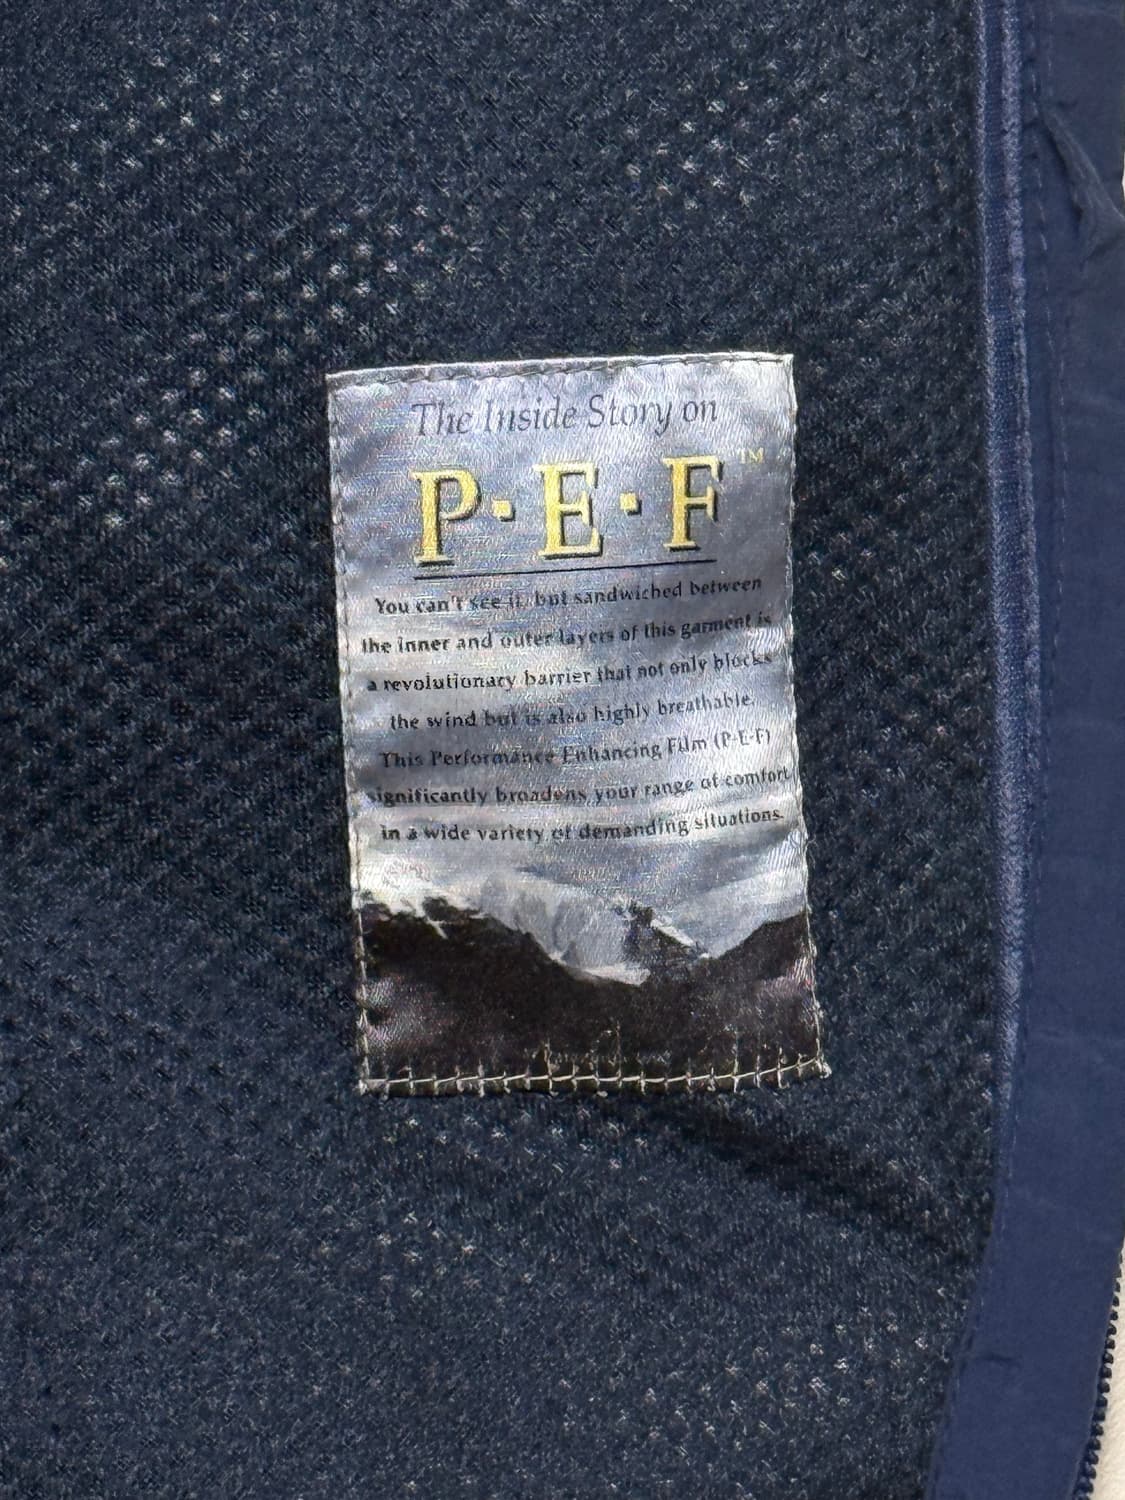 The Inside Story on
P·E·F™
You can't see it, but sandwiched between
the inner and outer layers of this garment is
a revolutionary barrier that not only blocks
the wind but is also highly breathable.
This Performance Enhancing Film (P·E·F)
significantly broadens your range of comfort
in a wide variety of demanding situations.